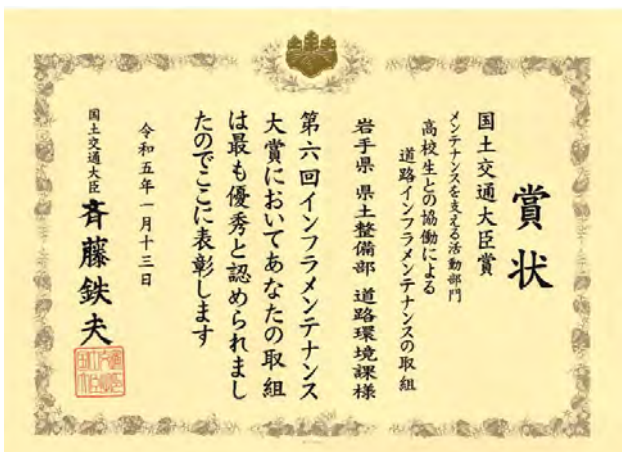 賞状
国土交通大臣賞
メンテナンスを支える活動部門
高校生との協働による
道路インフラメンテナンスの取組
岩手県 県土整備部 道路環境課様
第六回インフラメンテナンス
大賞においてあなたの取組
は最も優秀と認められまし
たのでここに表彰します
令和五年一月十三日
国土交通大臣 斉藤鉄夫